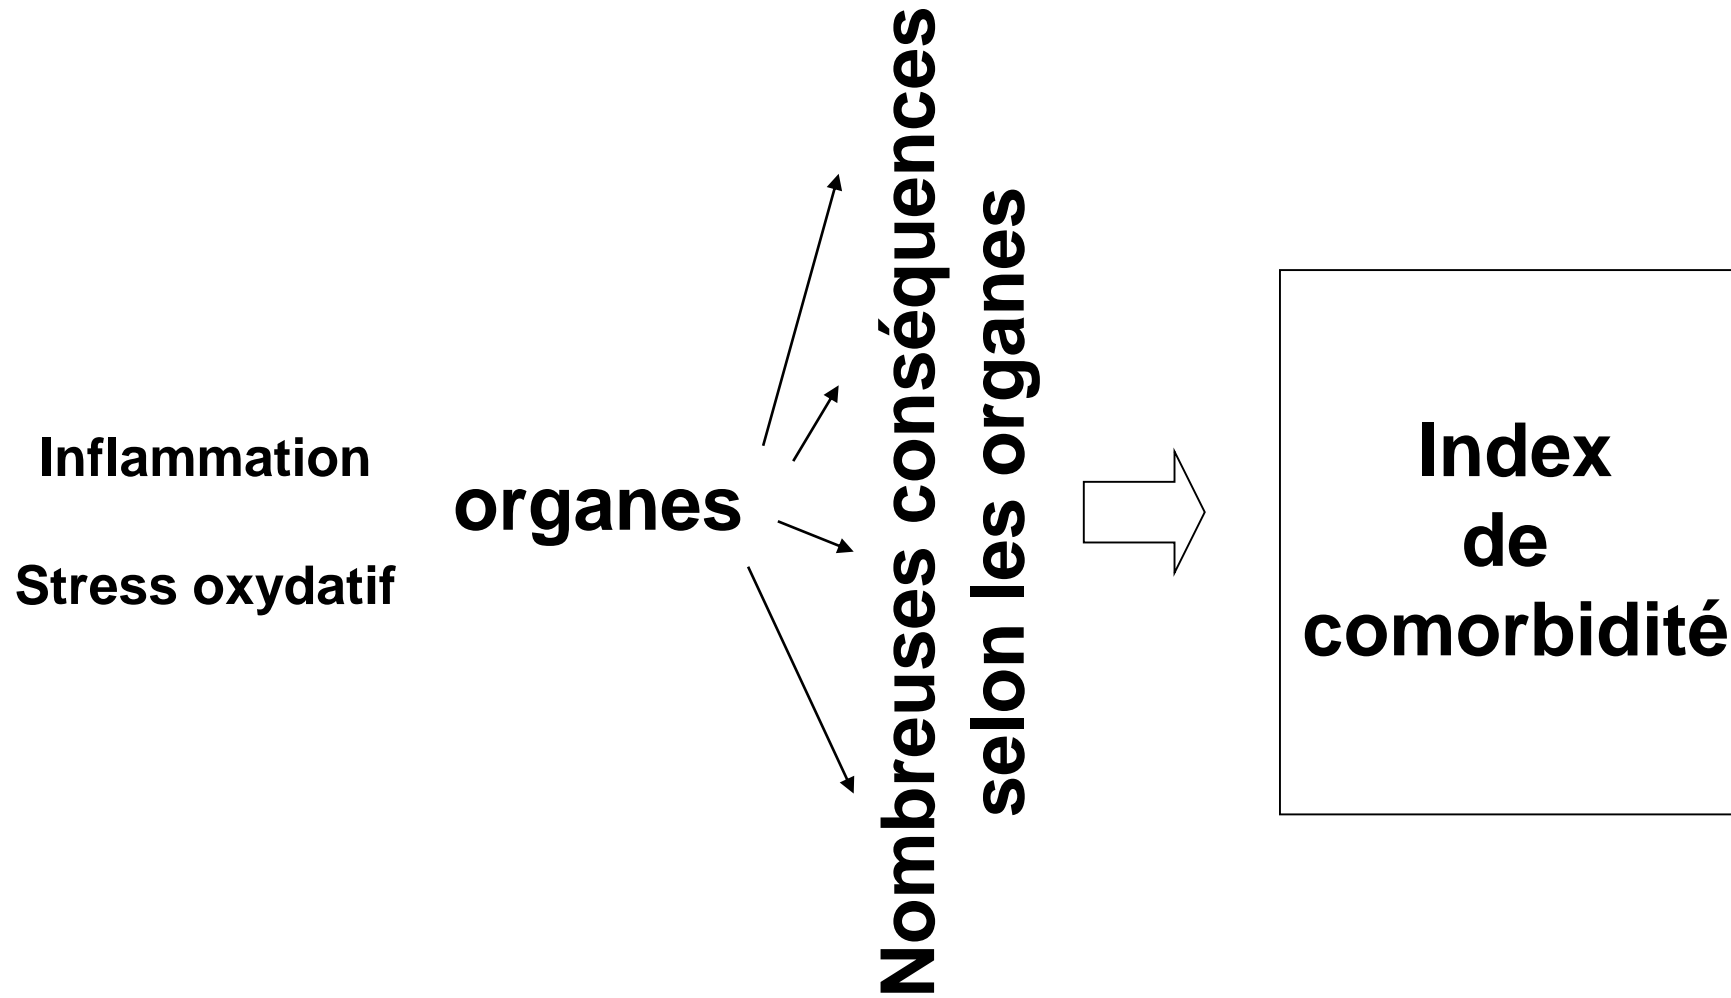 Inflammation
Stress oxydatif
organes
Nombreuses conséquences
selon les organes
Index
de
comorbidité